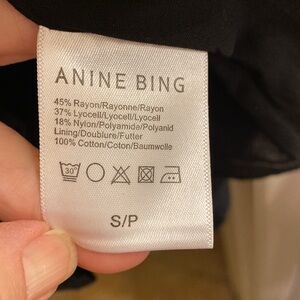 ANINE BING
45% Rayon/Rayonne/Rayon
37% Lyocell/Lyocell/Lyocell
18% Nylon/Polyamide/Polyanid
Lining/Doublure/Futter
100% Cotton/Coton/Baumwolle
30°
S/P